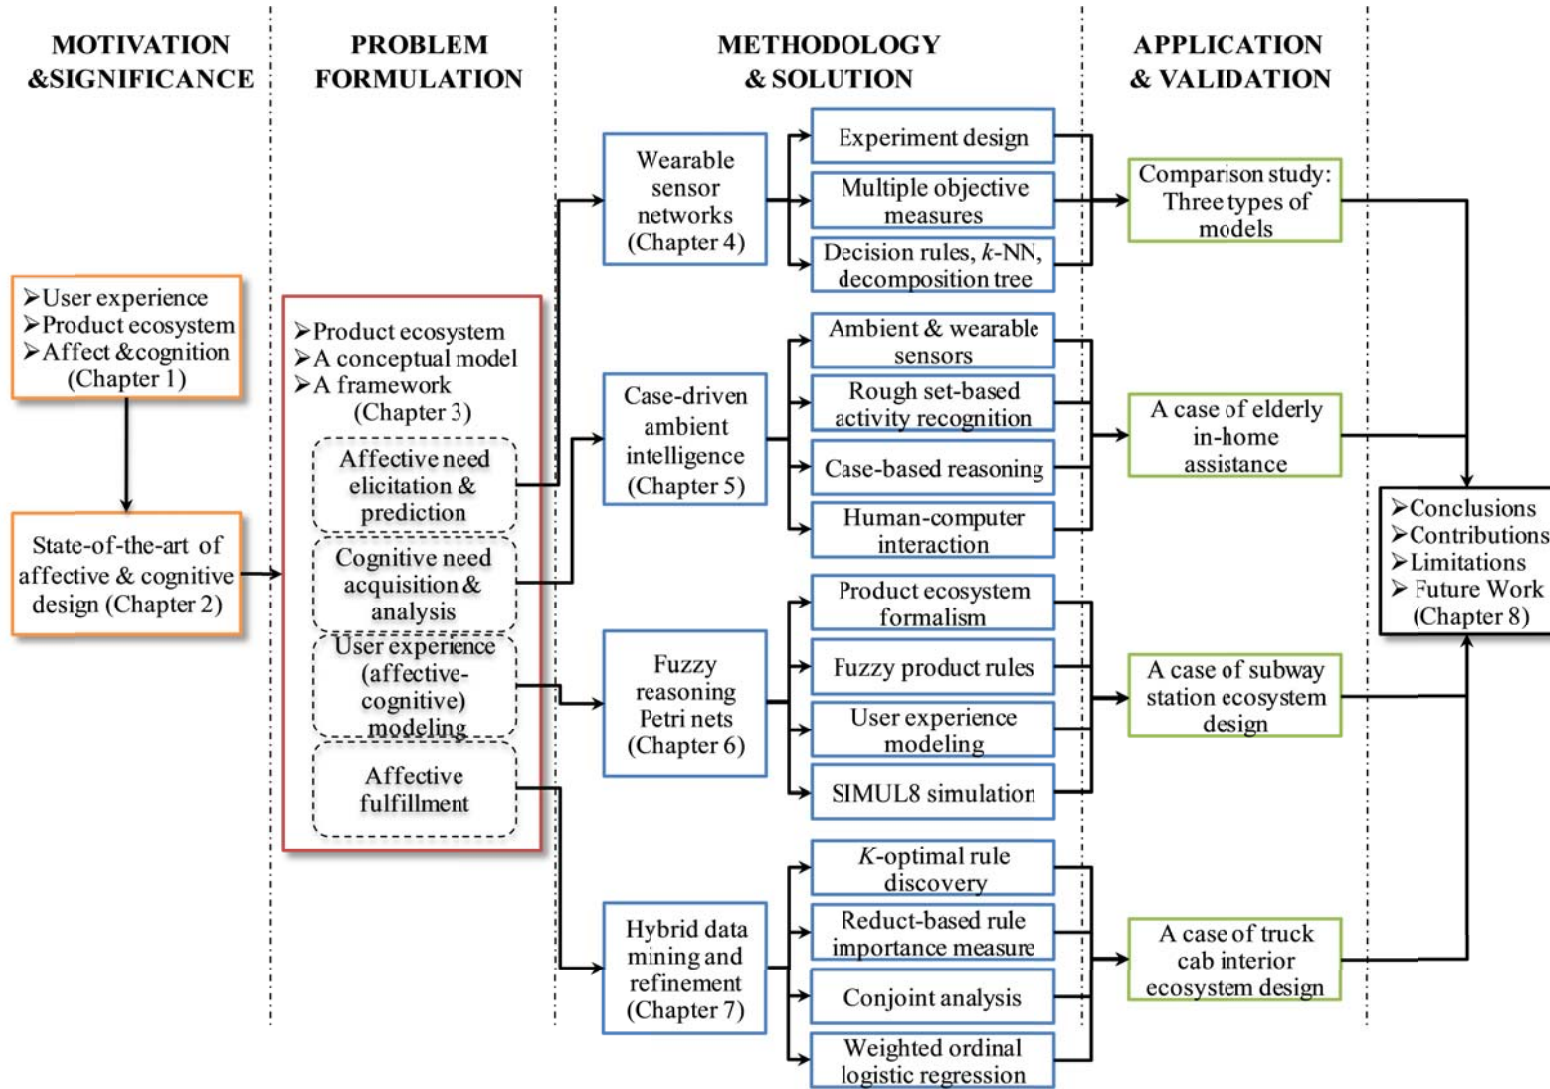 MOTIVATION
&SIGNIFICANCE
PROBLEM
FORMULATION
METHODOLOGY
& SOLUTION
APPLICATION
& VALIDATION
➢User experience
➢Product ecosystem
➢Affect &cognition
(Chapter 1)
State-of-the-art of
affective & cognitive
design (Chapter 2)
➢Product ecosystem
➢A conceptual model
➢A framework
(Chapter 3)
Affective need
elicitation &
prediction
Cognitive need
acquisition &
analysis
User experience
(affective-
cognitive)
modeling
Affective
fulfillment
Wearable
sensor
networks
(Chapter 4)
Experiment design
Multiple objective
measures
Decision rules, k-NN,
decomposition tree
Comparison study:
Three types of
models
Case-driven
ambient
intelligence
(Chapter 5)
Ambient & wearable
sensors
Rough set-based
activity recognition
Case-based reasoning
Human-computer
interaction
A case of elderly
in-home
assistance
Fuzzy
reasoning
Petri nets
(Chapter 6)
Product ecosystem
formalism
Fuzzy product rules
User experience
modeling
SIMUL8 simulation
A case of subway
station ecosystem
design
Hybrid data
mining and
refinement
(Chapter 7)
K-optimal rule
discovery
Reduct-based rule
importance measure
Conjoint analysis
Weighted ordinal
logistic regression
A case of truck
cab interior
ecosystem design
➢Conclusions
➢Contributions
➢Limitations
➢ Future Work
(Chapter 8)